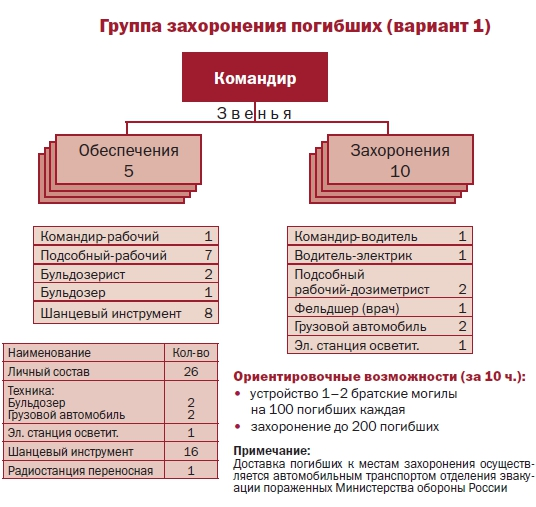 Группа захоронения погибших (вариант 1)
Командир
Звенья
Обеспечения
5
Захоронения
10
Командир-рабочий 1
Подсобный-рабочий 7
Бульдозерист 2
Бульдозер 1
Шанцевый инструмент 8
Командир-водитель 1
Водитель-электрик 1
Подсобный
рабочий-дозиметрист 2
Фельдшер (врач) 1
Грузовой автомобиль 2
Эл. станция осветит. 1
Наименование Кол-во
Личный состав 26
Техника:
Бульдозер 2
Грузовой автомобиль 2
Эл. станция осветит. 1
Шанцевый инструмент 16
Радиостанция переносная 1
Ориентировочные возможности (за 10 ч.):
• устройство 1–2 братские могилы
на 100 погибших каждая
• захоронение до 200 погибших
Примечание:
Доставка погибших к местам захоронения осуществ-
ляется автомобильным транспортом отделения эваку-
ации пораженных Министерства обороны России